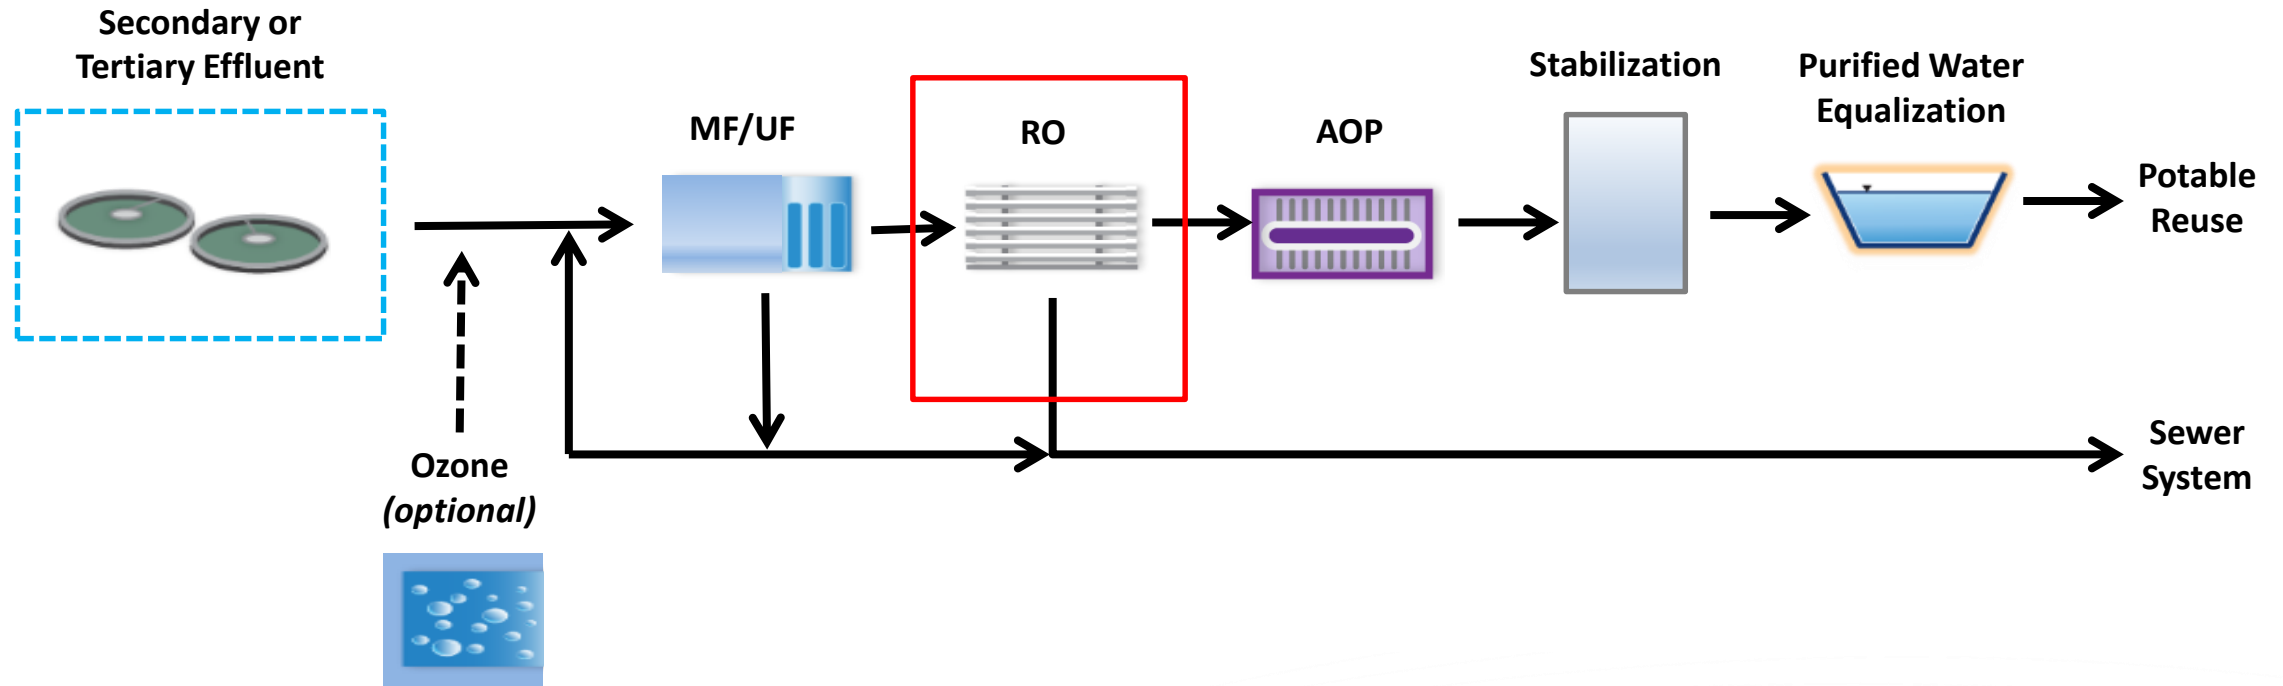 Secondary or
Tertiary Effluent
MF/UF
RO
AOP
Stabilization
Purified Water
Equalization
Potable
Reuse
Ozone
(optional)
Sewer
System